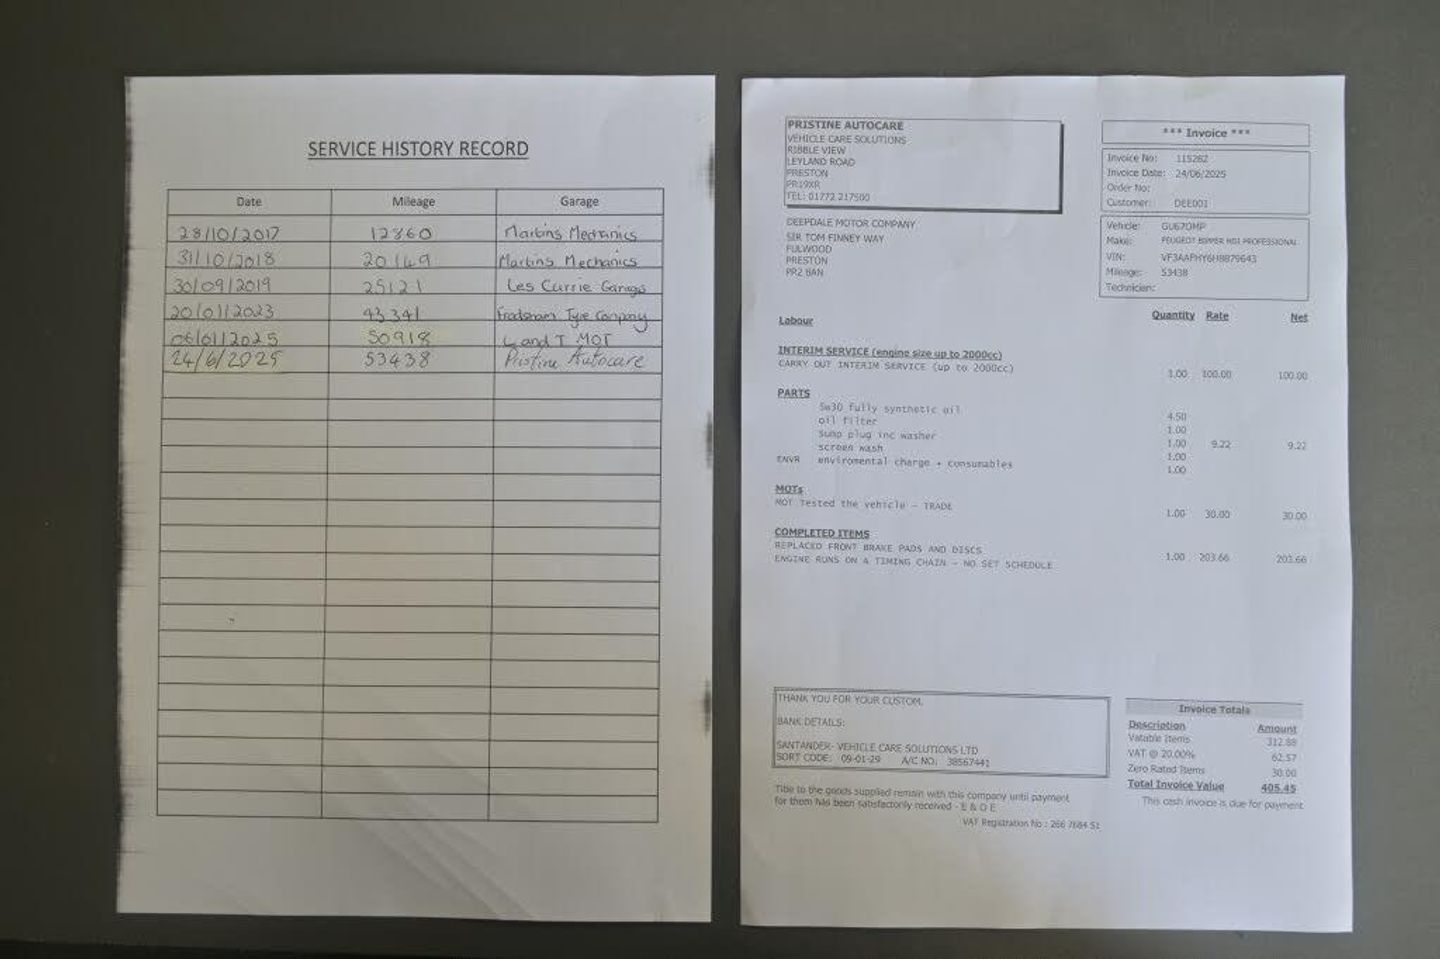 SERVICE HISTORY RECORD
Date Mileage Garage
28/10/2017 12860 Martins Mechanics
31/10/2018 20149 Martins Mechanics
30/09/2019 25121 Les Currie Garage
20/01/2023 43341 Frodsham Tyre Company
06/01/2025 50918 L and T MOT
24/6/2025 53438 Pristine Autocare
PRISTINE AUTOCARE
VEHICLE CARE SOLUTIONS
RIBBLE VIEW
LEYLAND ROAD
PRESTON
PR19XR
TEL: 01772 217500
*** Invoice ***
Invoice No: 115282
Invoice Date: 24/06/2025
Order No:
Customer: DEE001
DEEPDALE MOTOR COMPANY
SIR TOM FINNEY WAY
FULWOOD
PRESTON
PR2 8AN
Vehicle: GU67OMP
Make: PEUGEOT BIPPER HDI PROFESSIONAL
VIN: VF3AAFHY6H8879643
Mileage: 53438
Technician:
Labour Quantity Rate Net
INTERIM SERVICE (engine size up to 2000cc)
CARRY OUT INTERIM SERVICE (up to 2000cc) 1.00 100.00 100.00
PARTS
5w30 fully synthetic oil 4.50
oil filter 1.00
sump plug inc washer 1.00 9.22 9.22
screen wash 1.00
ENVR enviromental charge + consumables 1.00
MOTs
MOT Tested the vehicle - TRADE 1.00 30.00 30.00
COMPLETED ITEMS
REPLACED FRONT BRAKE PADS AND DISCS 1.00 203.66 203.66
ENGINE RUNS ON A TIMING CHAIN - NO SET SCHEDULE
THANK YOU FOR YOUR CUSTOM.
BANK DETAILS:
SANTANDER- VEHICLE CARE SOLUTIONS LTD
SORT CODE: 09-01-29 A/C NO: 38567441
Invoice Totals
Description Amount
Vatable Items 312.88
VAT @ 20.00% 62.57
Zero Rated Items 30.00
Total Invoice Value 405.45
This cash invoice is due for payment
Title to the goods supplied remain with this company until payment
for them has been satisfactorily received - E & O E
VAT Registration No : 266 7684 51